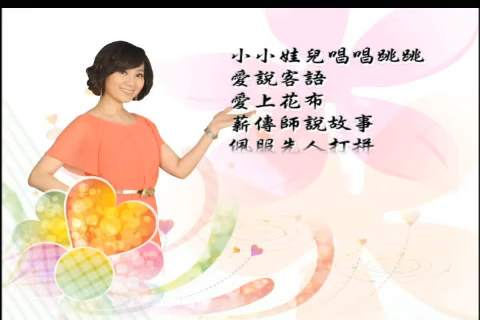 小小娃兒唱唱跳跳
愛說客語
愛上花布
薪傳師說故事
佩服先人打拼